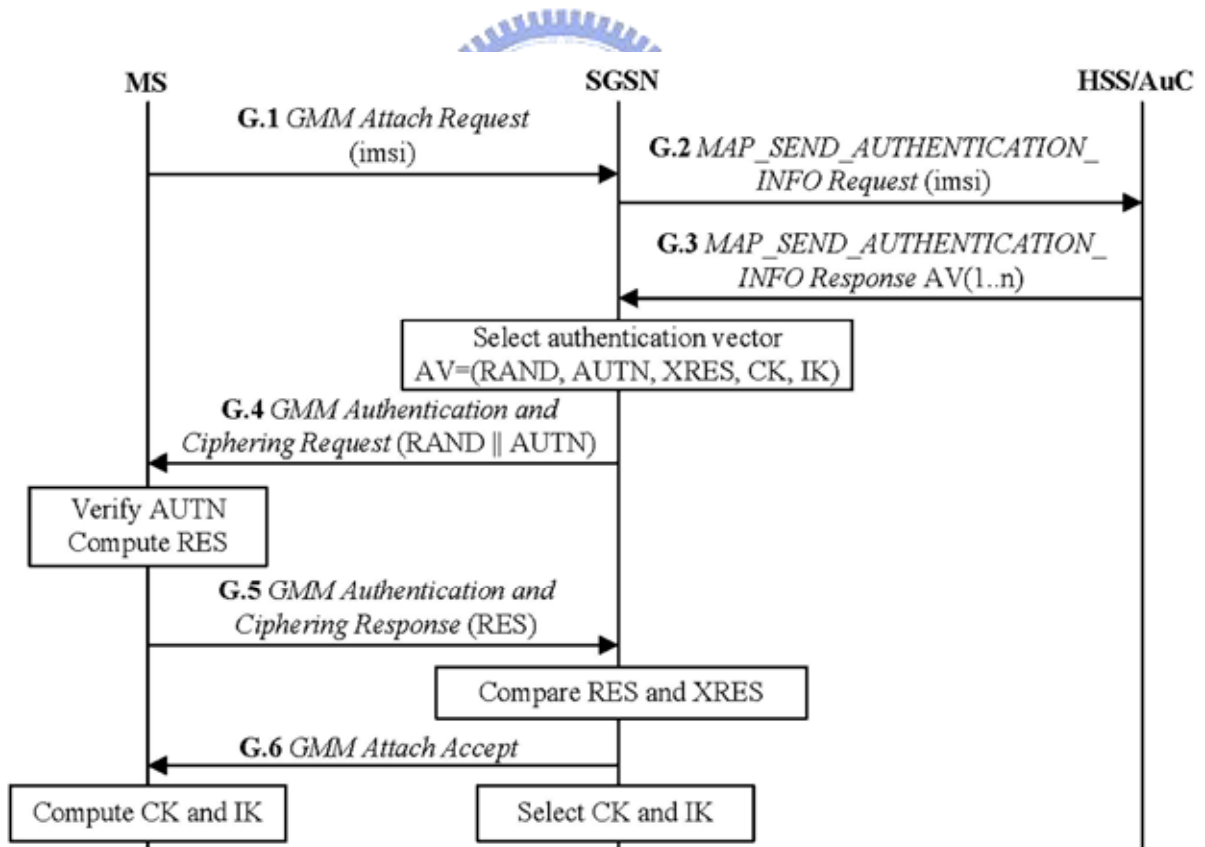 MS
SGSN
HSS/AuC
G.1 GMM Attach Request
(imsi)
G.2 MAP_SEND_AUTHENTICATION_
INFO Request (imsi)
G.3 MAP_SEND_AUTHENTICATION_
INFO Response AV(1..n)
Select authentication vector
AV=(RAND, AUTN, XRES, CK, IK)
G.4 GMM Authentication and
Ciphering Request (RAND || AUTN)
Verify AUTN
Compute RES
G.5 GMM Authentication and
Ciphering Response (RES)
Compare RES and XRES
G.6 GMM Attach Accept
Compute CK and IK
Select CK and IK